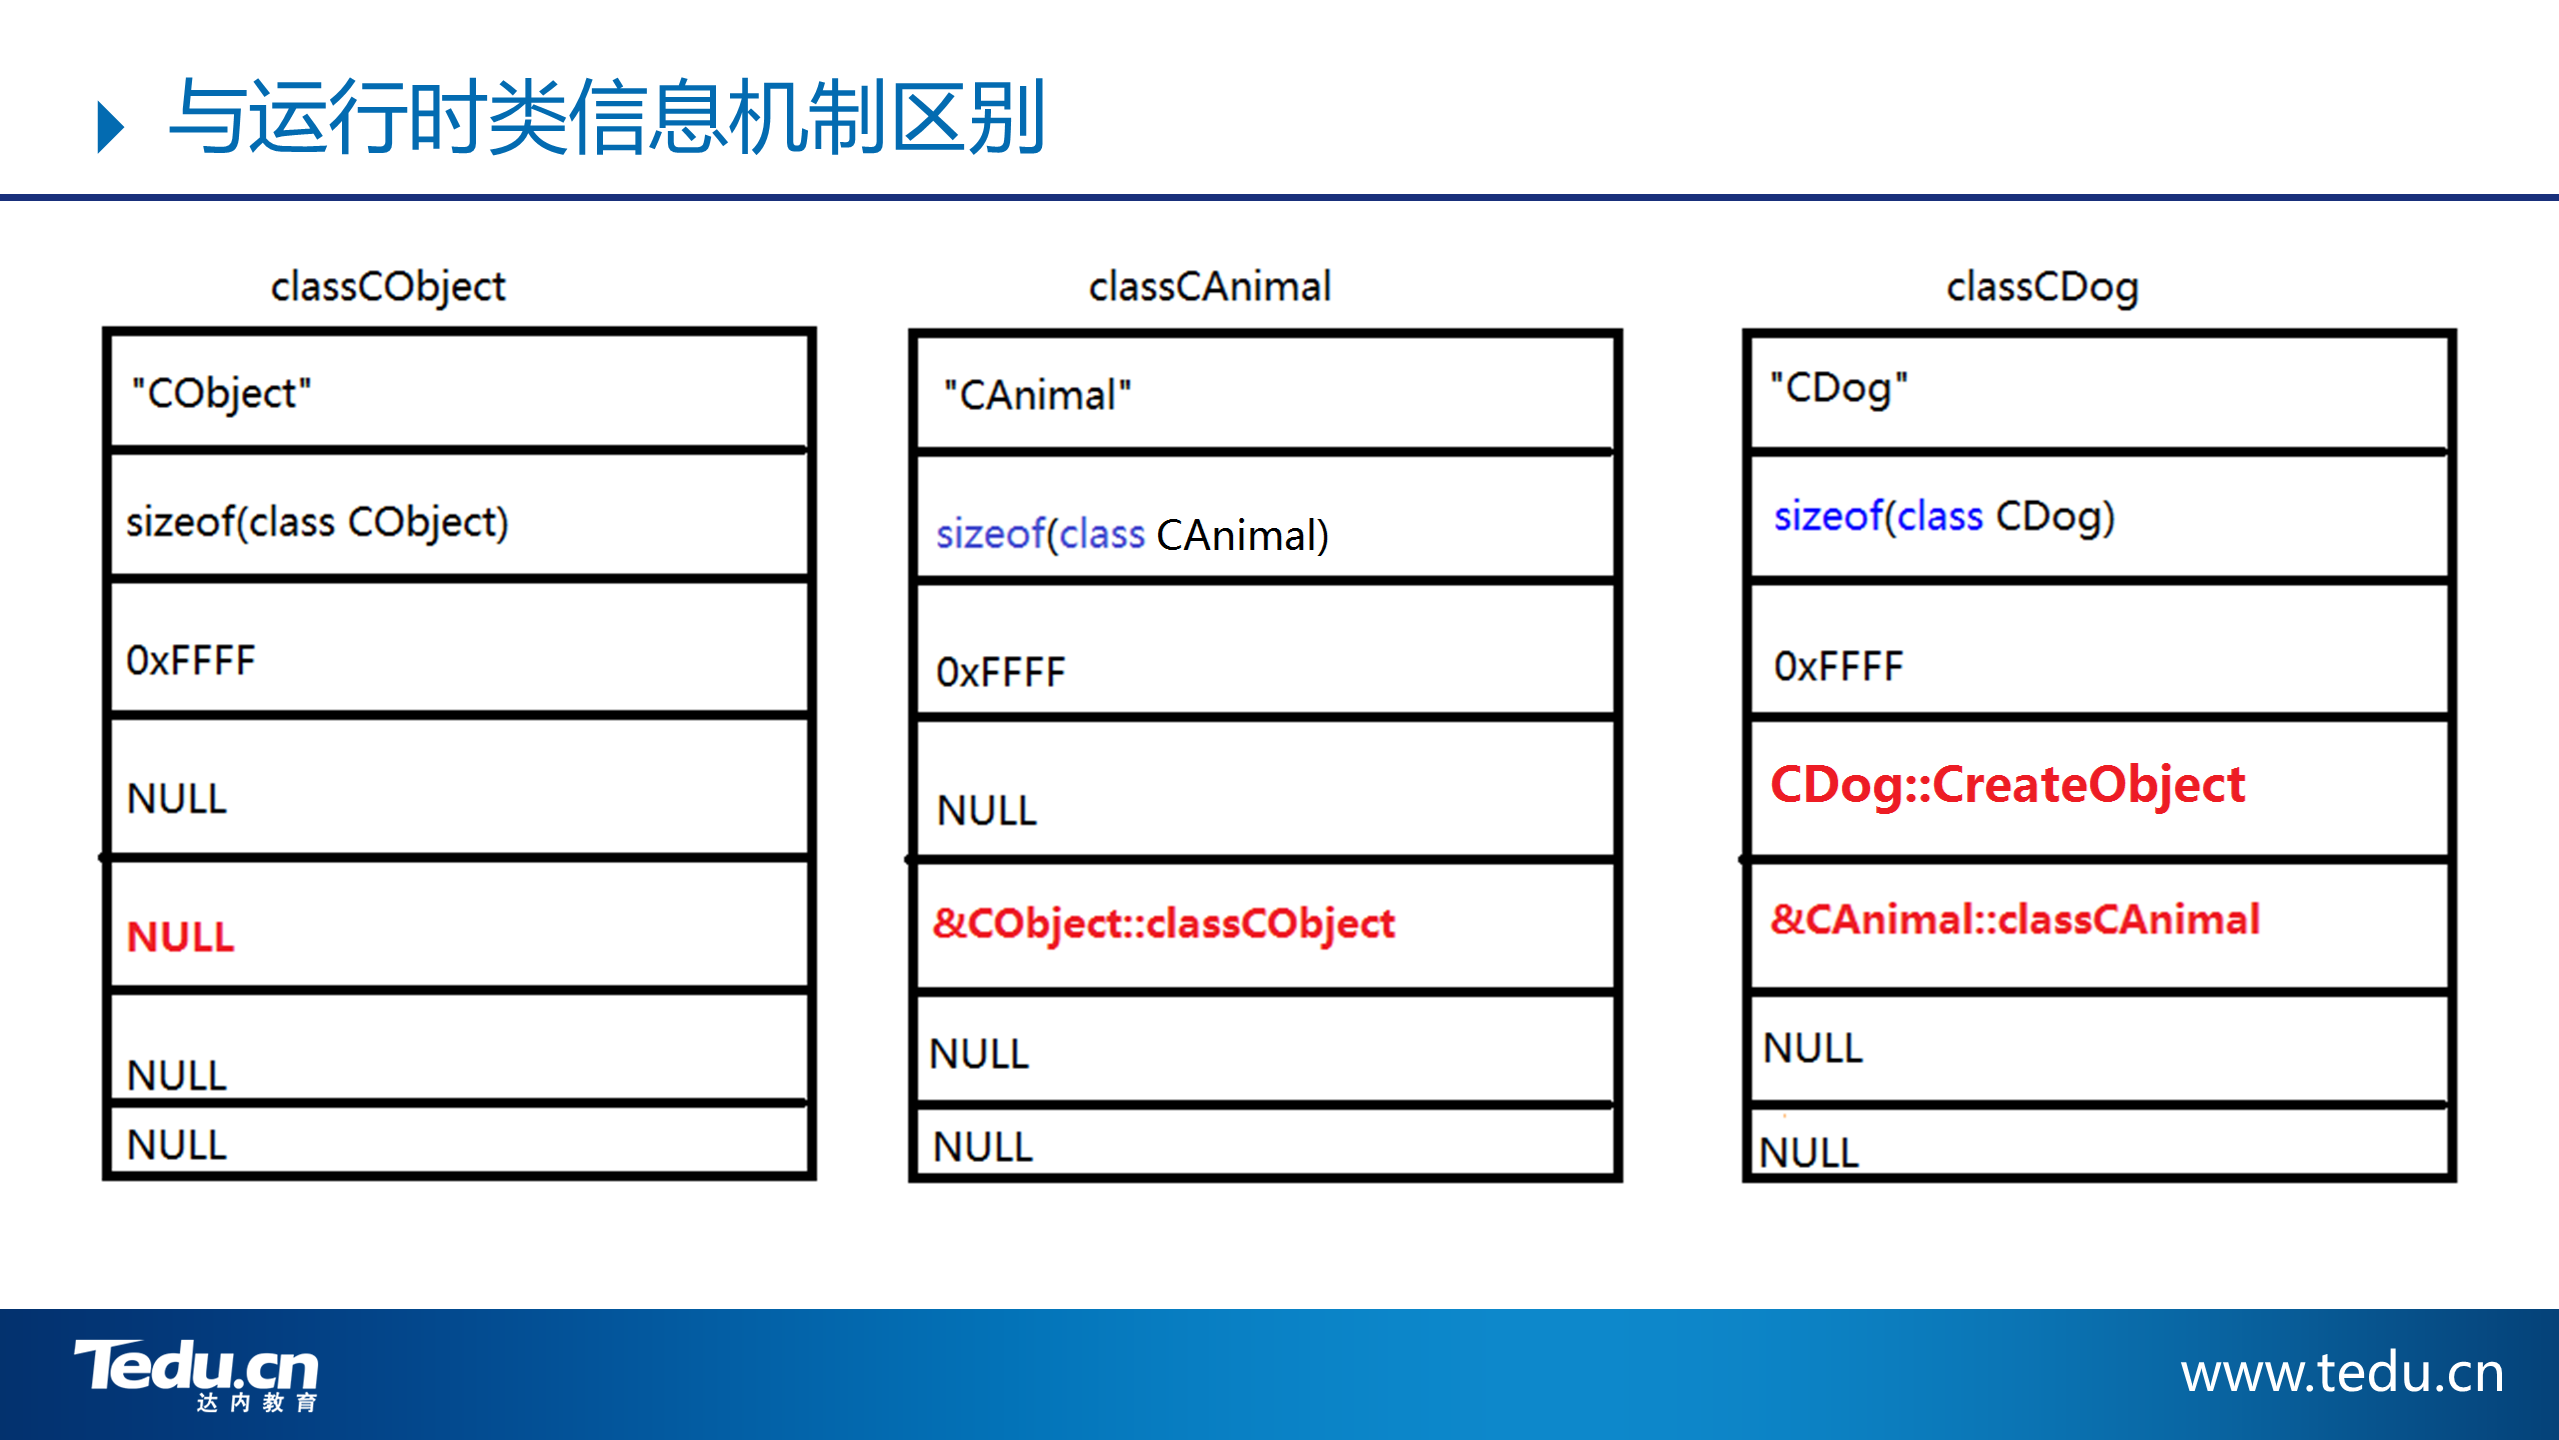 与运行时类信息机制区别
classCObject
"CObject"
sizeof(class CObject)
0xFFFF
NULL
NULL
NULL
NULL
classCAnimal
"CAnimal"
sizeof(class CAnimal)
0xFFFF
NULL
&CObject::classCObject
NULL
NULL
classCDog
"CDog"
sizeof(class CDog)
0xFFFF
CDog::CreateObject
&CAnimal::classCAnimal
NULL
NULL
Tedu.cn
达内教育
www.tedu.cn